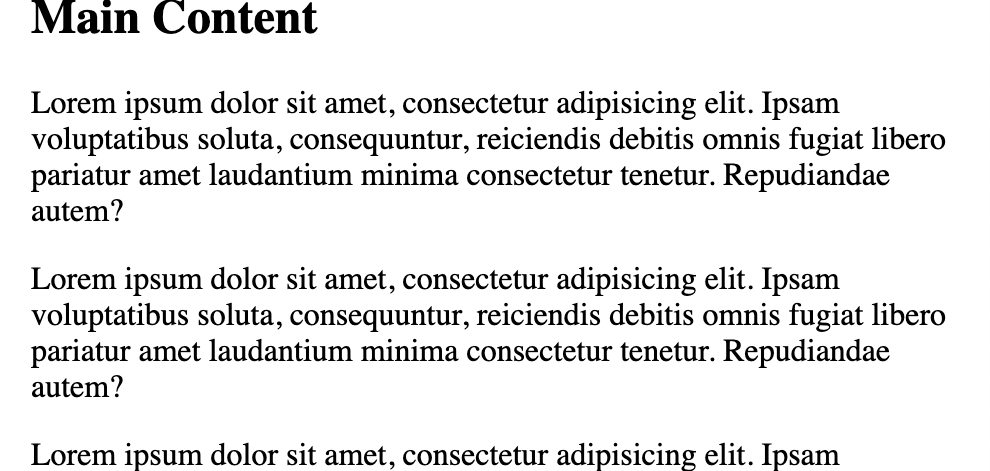 Main Content
Lorem ipsum dolor sit amet, consectetur adipisicing elit. Ipsam
voluptatibus soluta, consequuntur, reiciendis debitis omnis fugiat libero
pariatur amet laudantium minima consectetur tenetur. Repudiandae
autem?
Lorem ipsum dolor sit amet, consectetur adipisicing elit. Ipsam
voluptatibus soluta, consequuntur, reiciendis debitis omnis fugiat libero
pariatur amet laudantium minima consectetur tenetur. Repudiandae
autem?
Lorem ipsum dolor sit amet, consectetur adipisicing elit. Ipsam